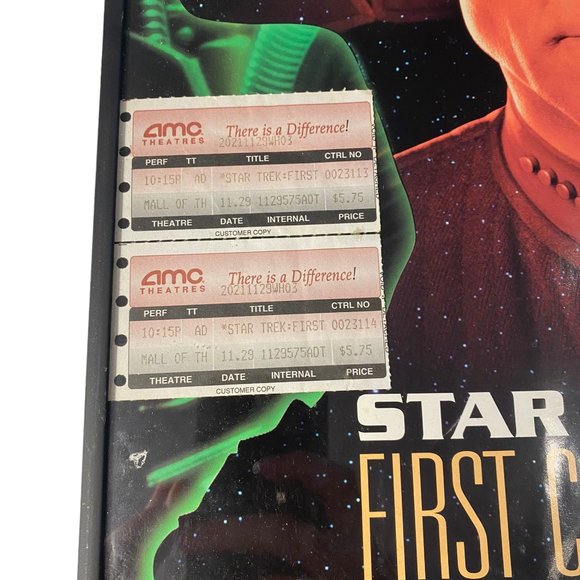 amc THEATRES There is a Difference!
20211129WH03
PERF TT TITLE CTRL NO
10:15P AD *STAR TREK:FIRST 0023113
MALL OF TH 11.29 1129575ADT $5.75
THEATRE DATE INTERNAL PRICE
CUSTOMER COPY
amc THEATRES There is a Difference!
20211129WH03
PERF TT TITLE CTRL NO
10:15P AD *STAR TREK:FIRST 0023114
MALL OF TH 11.29 1129575ADT $5.75
THEATRE DATE INTERNAL PRICE
CUSTOMER COPY
STAR
FIRST C